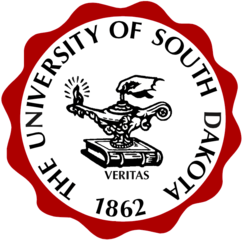 THE UNIVERSITY OF SOUTH DAKOTA
VERITAS
1862